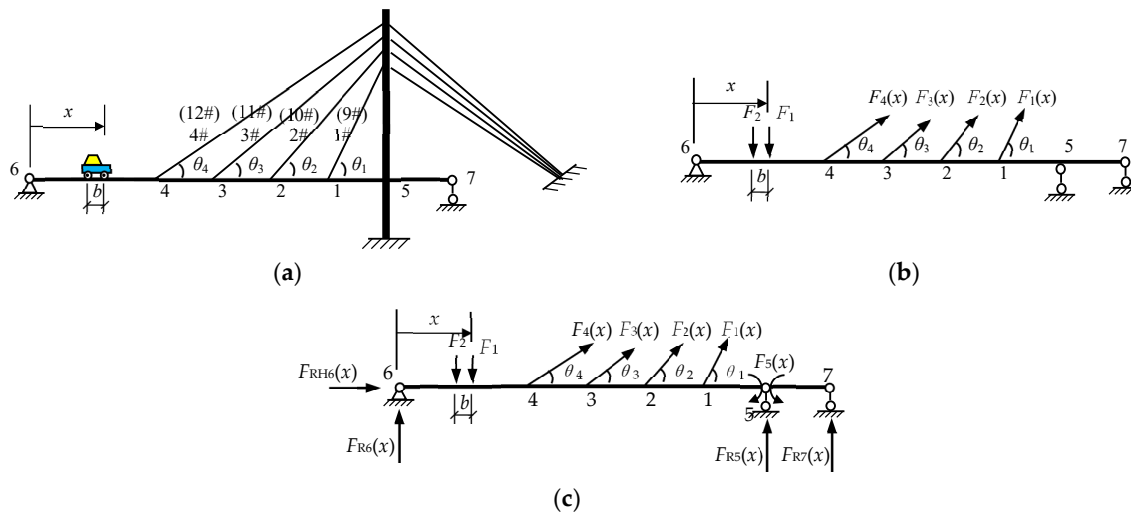 x
(12#) (11#) (10#) (9#)
4# 3# 2# 1#
6 θ4 θ3 θ2 θ1 7
b 4 3 2 1 5
(a)
x F4(x) F3(x) F2(x) F1(x)
F2 F1
6 θ4 θ3 θ2 θ1 5 7
b 4 3 2 1
(b)
x F4(x) F3(x) F2(x) F1(x)
F2 F1
FRH6(x) 6 θ4 θ3 θ2 θ1 F5(x) 7
b 4 3 2 1 5
FR6(x) FR5(x) FR7(x)
(c)